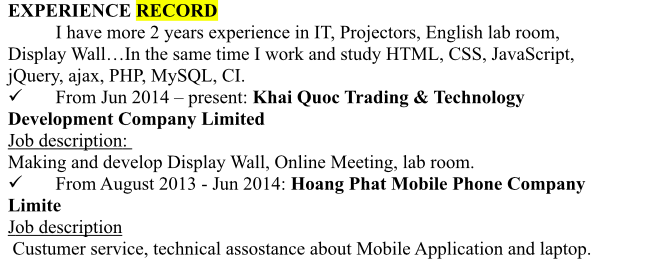 EXPERIENCE RECORD
I have more 2 years experience in IT, Projectors, English lab room,
Display Wall…In the same time I work and study HTML, CSS, JavaScript,
jQuery, ajax, PHP, MySQL, CI.
✓ From Jun 2014 – present: Khai Quoc Trading & Technology
Development Company Limited
Job description:
Making and develop Display Wall, Online Meeting, lab room.
✓ From August 2013 - Jun 2014: Hoang Phat Mobile Phone Company
Limite
Job description
Custumer service, technical assostance about Mobile Application and laptop.